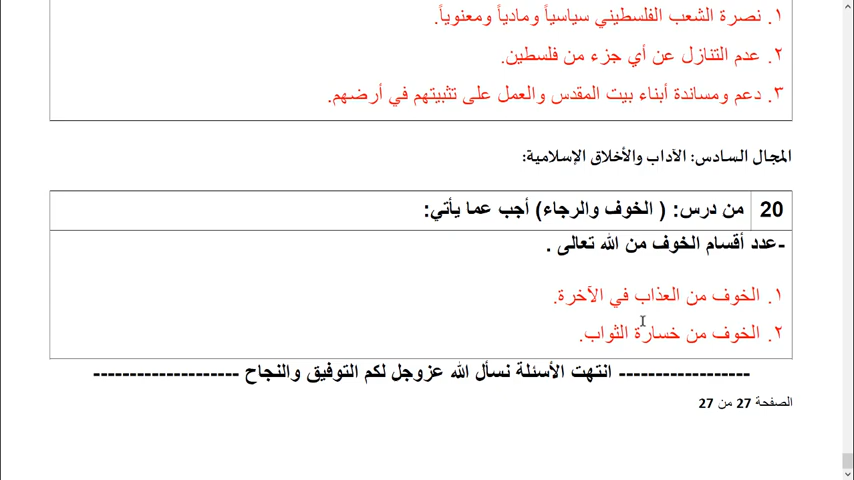 ١. نصرة الشعب الفلسطيني سياسياً ومادياً ومعنوياً.
٢. عدم التنازل عن أي جزء من فلسطين.
٣. دعم ومساندة أبناء بيت المقدس والعمل على تثبيتهم في أرضهم.
المجال السادس: الآداب والأخلاق الإسلامية:
20 من درس: ( الخوف والرجاء) أجب عما يأتي:
-عدد أقسام الخوف من الله تعالى .
١. الخوف من العذاب في الآخرة.
٢. الخوف من خسارة الثواب.
------------------ انتهت الأسئلة نسأل الله عزوجل لكم التوفيق والنجاح --------------------
الصفحة 27 من 27